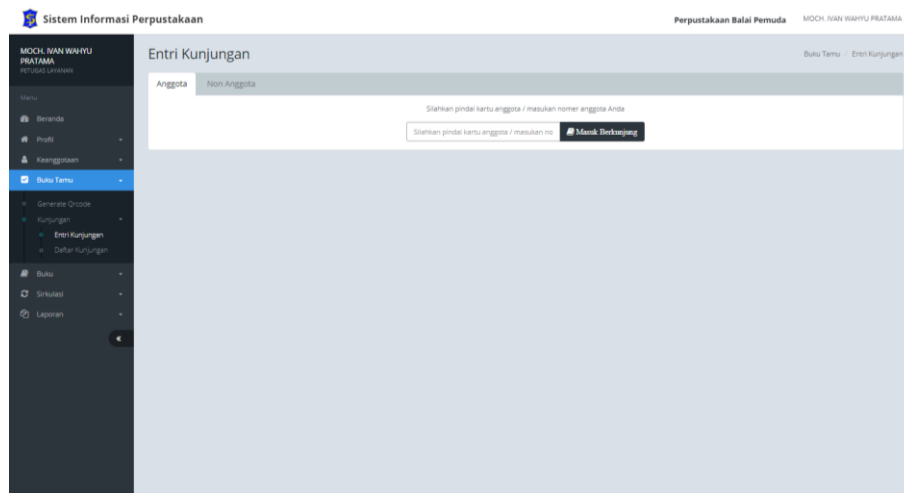 Sistem Informasi Perpustakaan
Perpustakaan Balai Pemuda
MOCH. IVAN WAHYU PRATAMA
MOCH. IVAN WAHYU
PRATAMA
PETUGAS LAYANAN
Entri Kunjungan
Buku Tamu / Entri Kunjungan
Anggota
Non Anggota
Silahkan pindai kartu anggota / masukan nomer anggota Anda
Silahkan pindai kartu anggota / masukan no
Masuk Berkunjung
Menu
Beranda
Profil
Keanggotaan
Buku Tamu
Generate Qrcode
Kunjungan
Entri Kunjungan
Daftar Kunjungan
Buku
Sirkulasi
Laporan